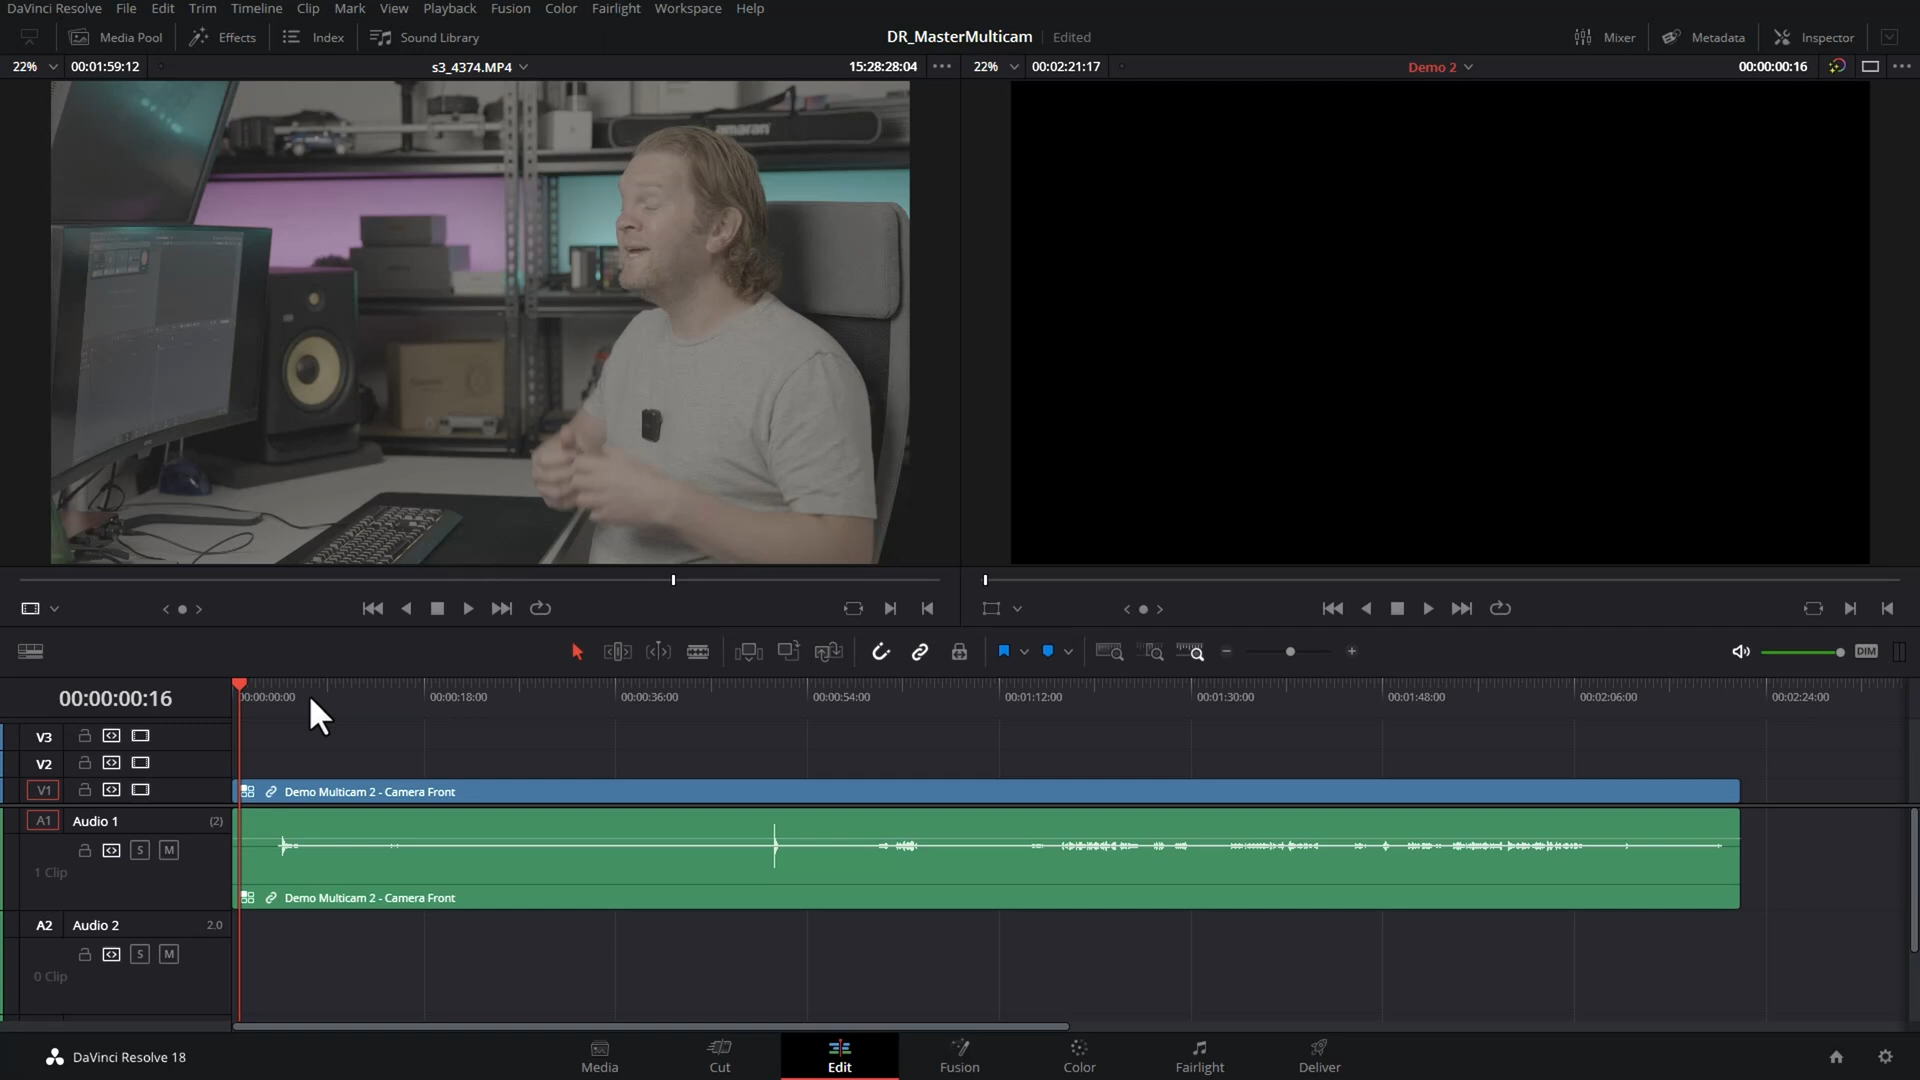 DaVinci Resolve File Edit Trim Timeline Clip Mark View Playback Fusion Color Fairlight Workspace Help
Media Pool Effects Index Sound Library DR_MasterMulticam Edited Mixer Metadata Inspector
22% 00:01:59:12 s3_4374.MP4 15:28:28:04 22% 00:02:21:17 Demo 2 00:00:00:16
amaran
DIM
00:00:00:16 00:00:00:00 00:00:18:00 00:00:36:00 00:00:54:00 00:01:12:00 00:01:30:00 00:01:48:00 00:02:06:00 00:02:24:00
V3
V2
V1 Demo Multicam 2 - Camera Front
A1 Audio 1 (2)
S M
1 Clip
Demo Multicam 2 - Camera Front
A2 Audio 2 2.0
S M
0 Clip
DaVinci Resolve 18 Media Cut Edit Fusion Color Fairlight Deliver